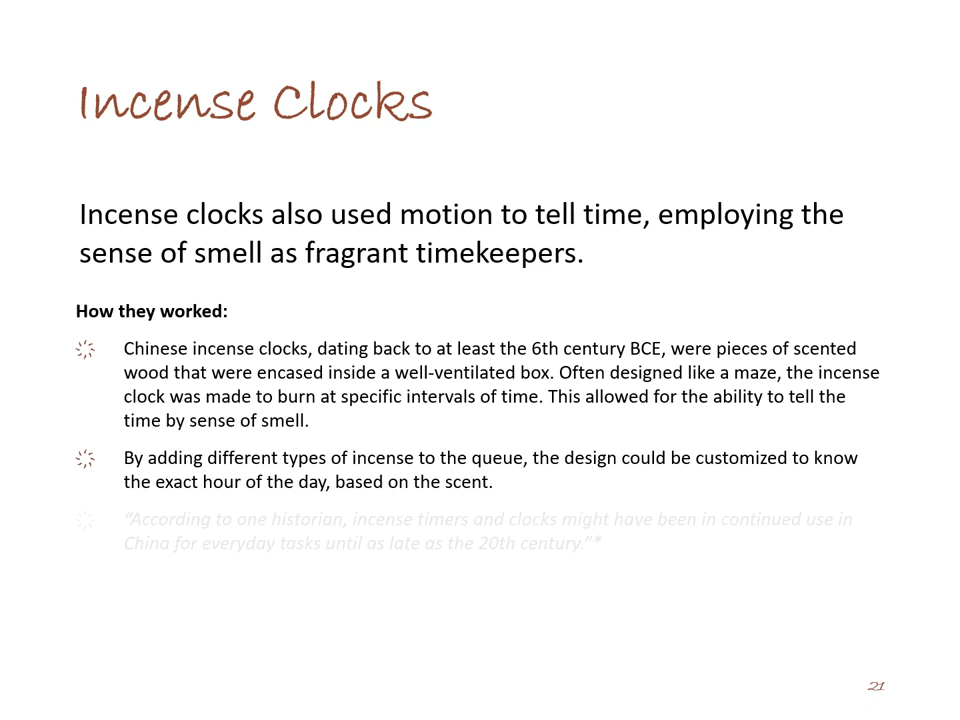 Incense Clocks
Incense clocks also used motion to tell time, employing the
sense of smell as fragrant timekeepers.
How they worked:
Chinese incense clocks, dating back to at least the 6th century BCE, were pieces of scented
wood that were encased inside a well-ventilated box. Often designed like a maze, the incense
clock was made to burn at specific intervals of time. This allowed for the ability to tell the
time by sense of smell.
By adding different types of incense to the queue, the design could be customized to know
the exact hour of the day, based on the scent.
“According to one historian, incense timers and clocks might have been in continued use in
China for everyday tasks until as late as the 20th century.”*
21